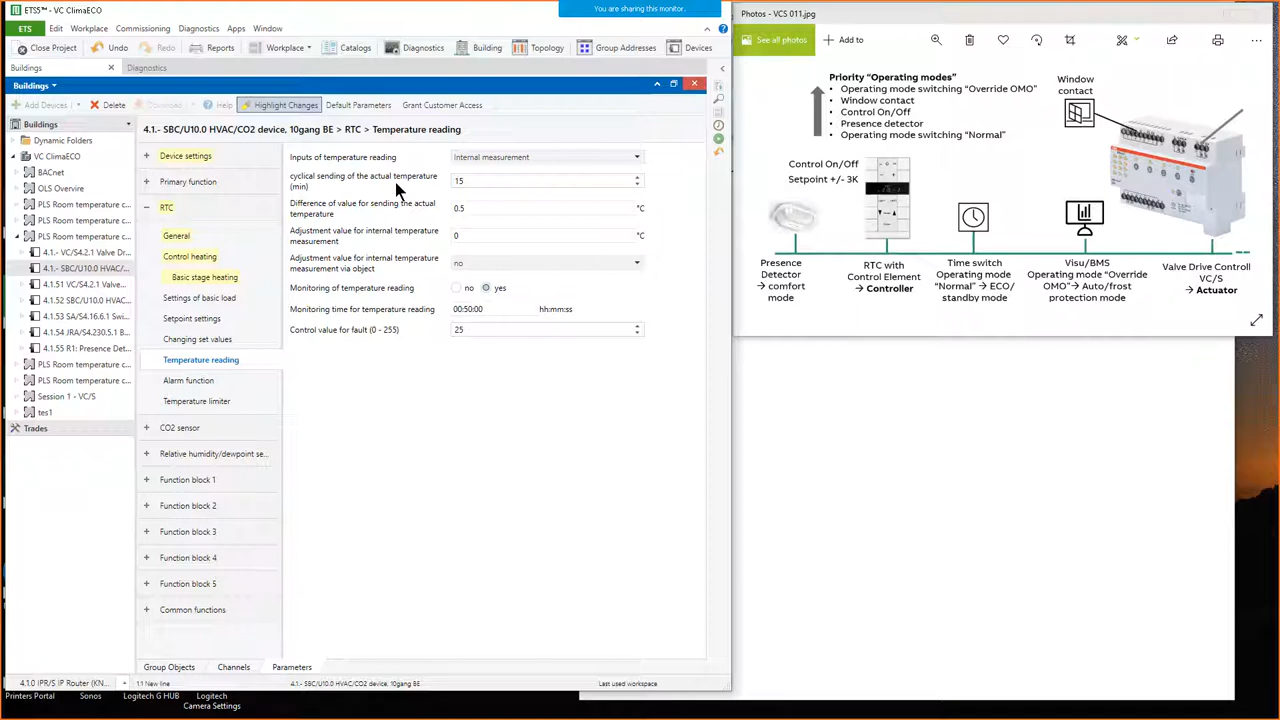 ETS5™ - VC ClimaECO
You are sharing this monitor.
ETS
Edit
Workplace
Commissioning
Diagnostics
Apps
Window
Close Project
Undo
Redo
Reports
Workplace
Catalogs
Diagnostics
Building
Topology
Group Addresses
Devices
Buildings
Diagnostics
Buildings
Add Devices
Delete
Download
Help
Highlight Changes
Default Parameters
Grant Customer Access
Buildings
Dynamic Folders
VC ClimaECO
BACnet
OLS Overvire
PLS Room temperature c...
PLS Room temperature c...
PLS Room temperature c...
4.1.- VC/S4.2.1 Valve Dr...
4.1.- SBC/U10.0 HVAC/...
4.1.51 VC/S4.2.1 Valve D...
4.1.52 SBC/U10.0 HVAC...
4.1.53 SA/S4.16.6.1 Swi...
4.1.54 JRA/S4.230.5.1 Bl...
4.1.55 R1: Presence Det...
PLS Room temperature c...
PLS Room temperature c...
Session 1 - VC/S
tes1
Trades
4.1.- SBC/U10.0 HVAC/CO2 device, 10gang BE > RTC > Temperature reading
Device settings
Primary function
RTC
General
Control heating
Basic stage heating
Settings of basic load
Setpoint settings
Changing set values
Temperature reading
Alarm function
Temperature limiter
CO2 sensor
Relative humidity/dewpoint se...
Function block 1
Function block 2
Function block 3
Function block 4
Function block 5
Common functions
Inputs of temperature reading
Internal measurement
cyclical sending of the actual temperature
(min)
15
Difference of value for sending the actual
temperature
0.5
°C
Adjustment value for internal temperature
measurement
0
°C
Adjustment value for internal temperature
measurement via object
no
Monitoring of temperature reading
no
yes
Monitoring time for temperature reading
00:50:00
hh:mm:ss
Control value for fault (0 - 255)
25
Group Objects
Channels
Parameters
4.1.0 IPR/S IP Router (KN...
1.1 New line
4.1.- SBC/U10.0 HVAC/CO2 device, 10gang BE
Last used workspace
Printers Portal
Sonos
Logitech G HUB
Logitech
Camera Settings
Photos - VCS 011.jpg
See all photos
Add to
Priority “Operating modes”
• Operating mode switching “Override OMO”
• Window contact
• Control On/Off
• Presence detector
• Operating mode switching “Normal”
Window
contact
Control On/Off
Setpoint +/- 3K
Presence
Detector
→ comfort
mode
RTC with
Control Element
→ Controller
Time switch
Operating mode
“Normal” → ECO/
standby mode
Visu/BMS
Operating mode “Override
OMO”→ Auto/frost
protection mode
Valve Drive Controll
VC/S
→ Actuator